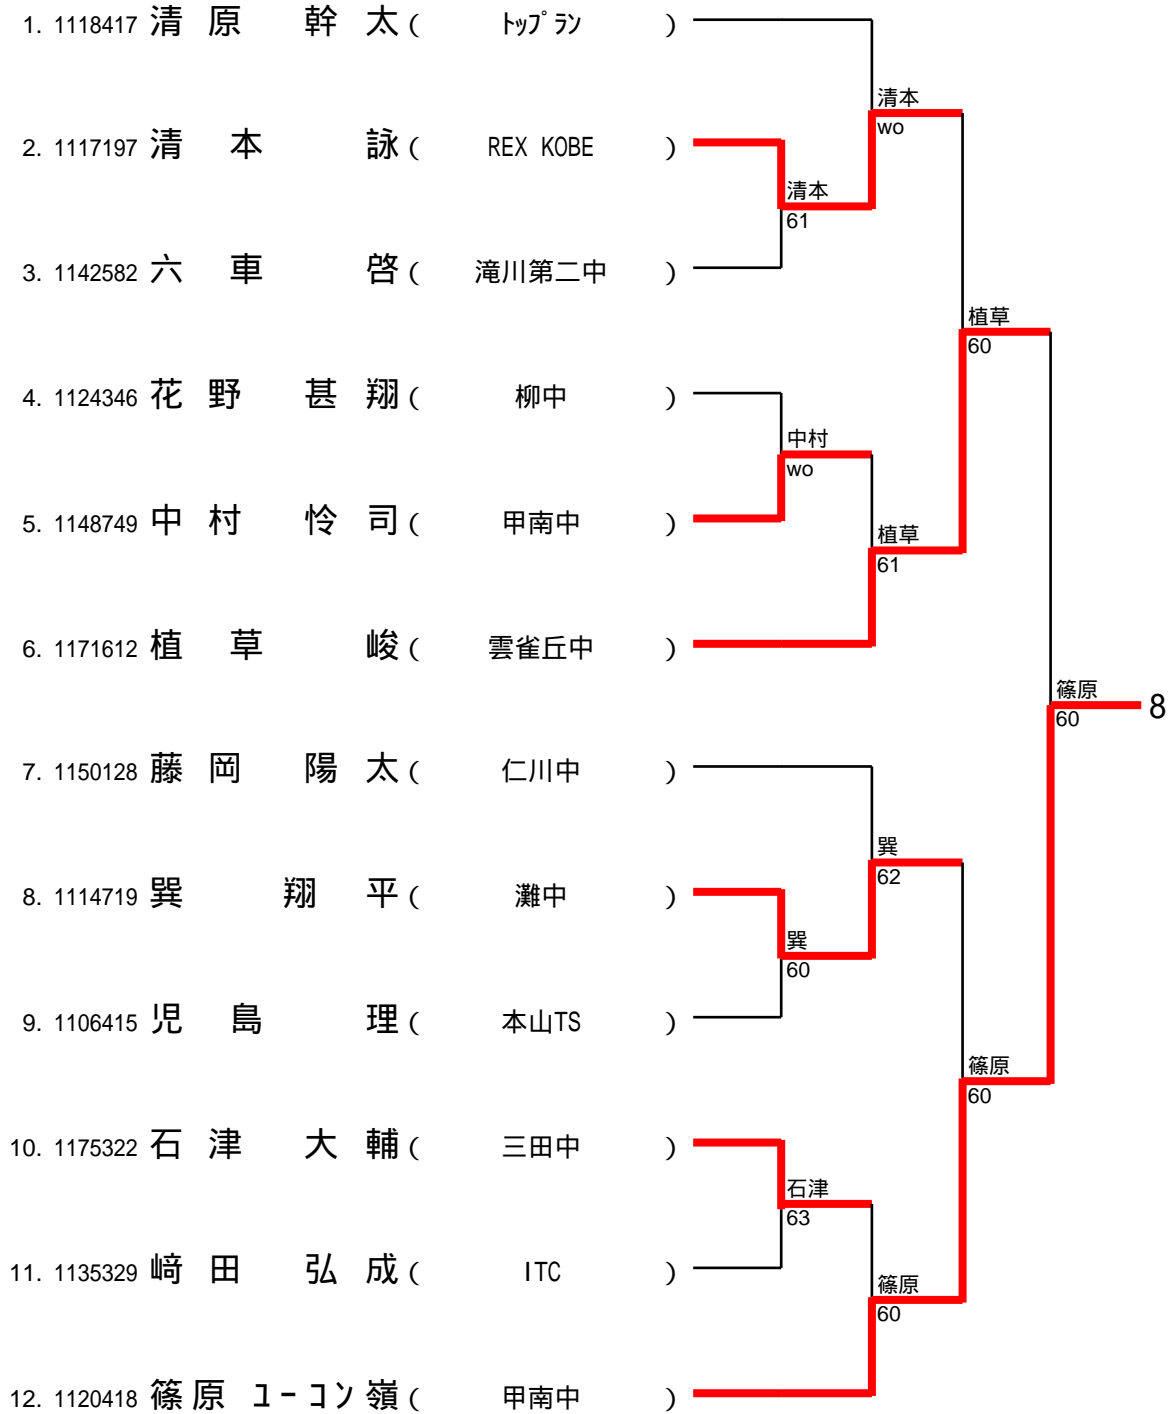 1. 1118417 清原 幹太 ( トップラン )
清本
wo
2. 1117197 清本 詠 ( REX KOBE )
清本
61
3. 1142582 六車 啓 ( 滝川第二中 )
植草
60
4. 1124346 花野 甚翔 ( 柳中 )
中村
wo
5. 1148749 中村 怜司 ( 甲南中 )
植草
61
6. 1171612 植草 峻 ( 雲雀丘中 )
篠原
60
8
7. 1150128 藤岡 陽太 ( 仁川中 )
巽
62
8. 1114719 巽 翔平 ( 灘中 )
巽
60
9. 1106415 児島 理 ( 本山TS )
篠原
60
10. 1175322 石津 大輔 ( 三田中 )
石津
63
11. 1135329 﨑田 弘成 ( ITC )
篠原
60
12. 1120418 篠原 ユーコン嶺 ( 甲南中 )